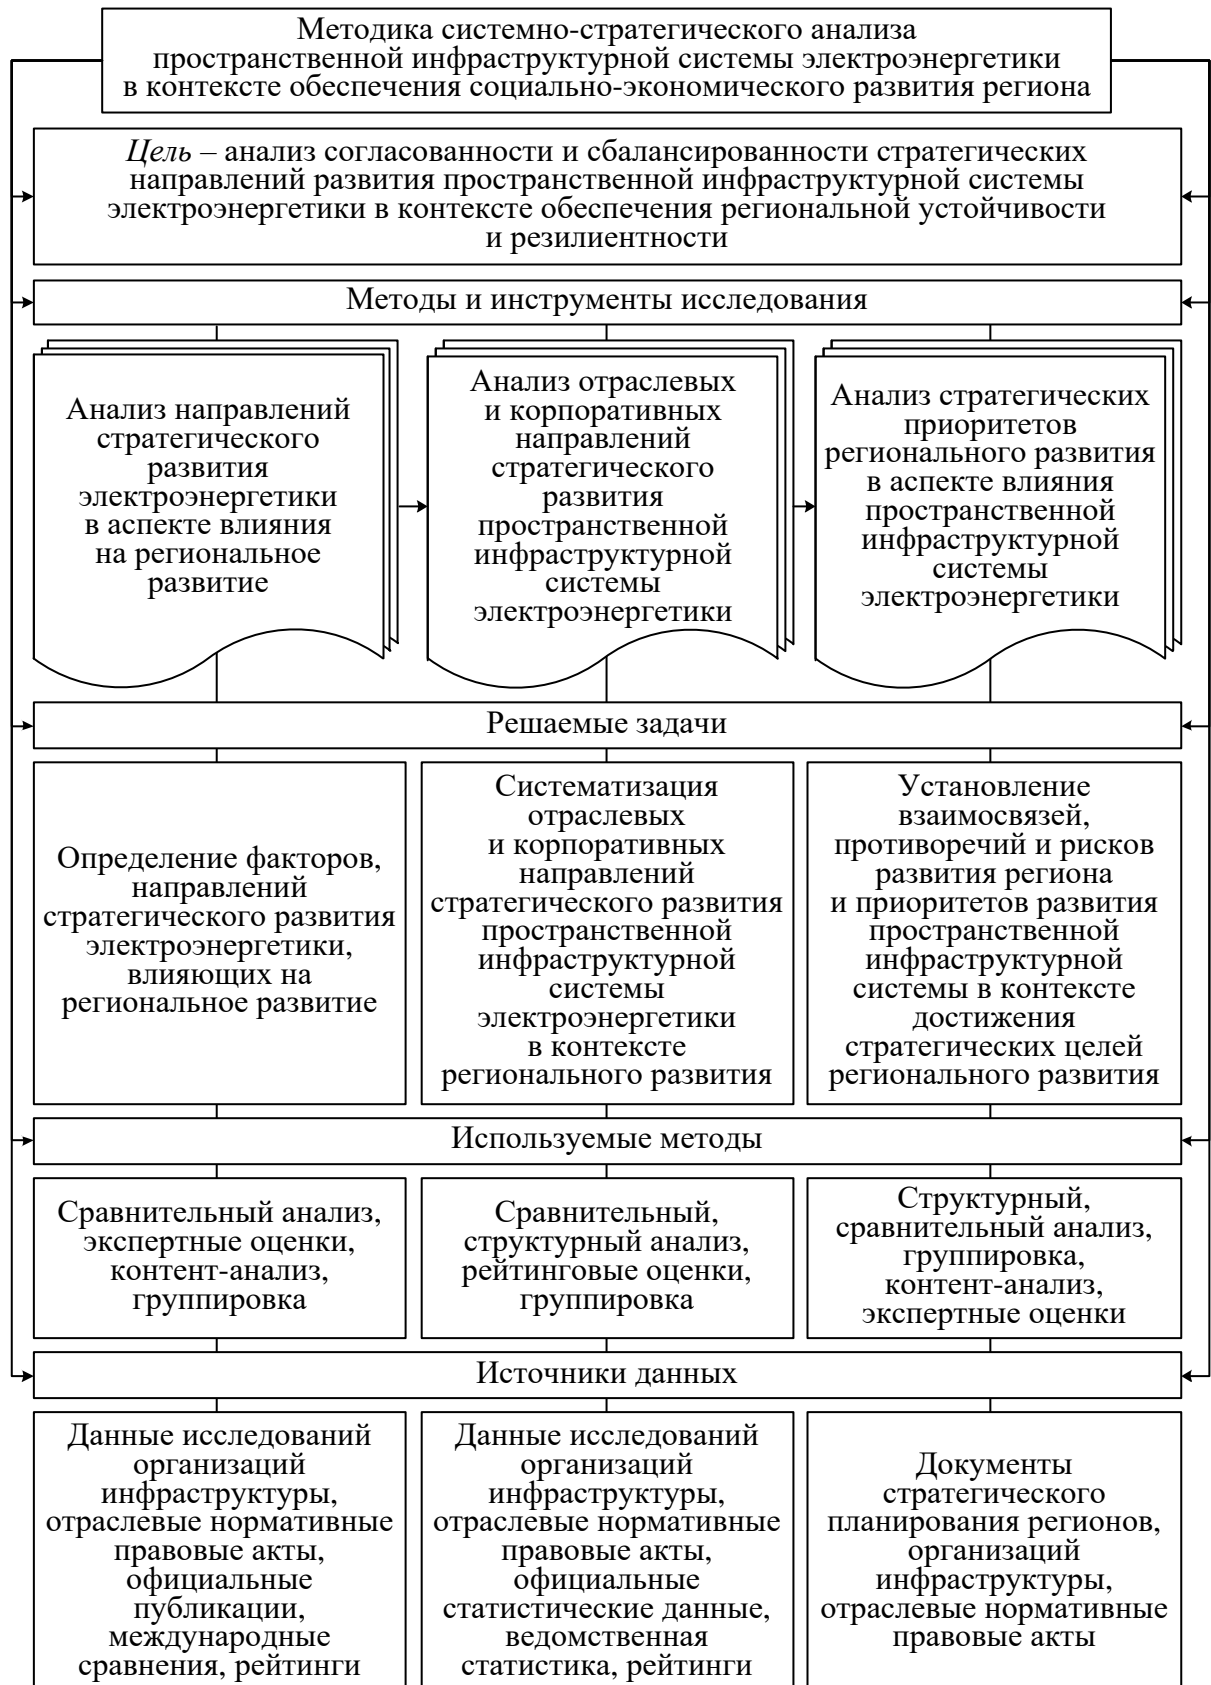 Методика системно-стратегического анализа
пространственной инфраструктурной системы электроэнергетики
в контексте обеспечения социально-экономического развития региона
Цель – анализ согласованности и сбалансированности стратегических
направлений развития пространственной инфраструктурной системы
электроэнергетики в контексте обеспечения региональной устойчивости
и резилиентности
Методы и инструменты исследования
Анализ направлений
стратегического
развития
электроэнергетики
в аспекте влияния
на региональное
развитие
Анализ отраслевых
и корпоративных
направлений
стратегического
развития
пространственной
инфраструктурной
системы
электроэнергетики
Анализ стратегических
приоритетов
регионального развития
в аспекте влияния
пространственной
инфраструктурной
системы
электроэнергетики
Решаемые задачи
Определение факторов,
направлений
стратегического развития
электроэнергетики,
влияющих на
региональное развитие
Систематизация
отраслевых
и корпоративных
направлений
стратегического развития
пространственной
инфраструктурной
системы
электроэнергетики
в контексте
регионального развития
Установление
взаимосвязей,
противоречий и рисков
развития региона
и приоритетов развития
пространственной
инфраструктурной
системы в контексте
достижения
стратегических целей
регионального развития
Используемые методы
Сравнительный анализ,
экспертные оценки,
контент-анализ,
группировка
Сравнительный,
структурный анализ,
рейтинговые оценки,
группировка
Структурный,
сравнительный анализ,
группировка,
контент-анализ,
экспертные оценки
Источники данных
Данные исследований
организаций
инфраструктуры,
отраслевые нормативные
правовые акты,
официальные
публикации,
международные
сравнения, рейтинги
Данные исследований
организаций
инфраструктуры,
отраслевые нормативные
правовые акты,
официальные
статистические данные,
ведомственная
статистика, рейтинги
Документы
стратегического
планирования регионов,
организаций
инфраструктуры,
отраслевые нормативные
правовые акты